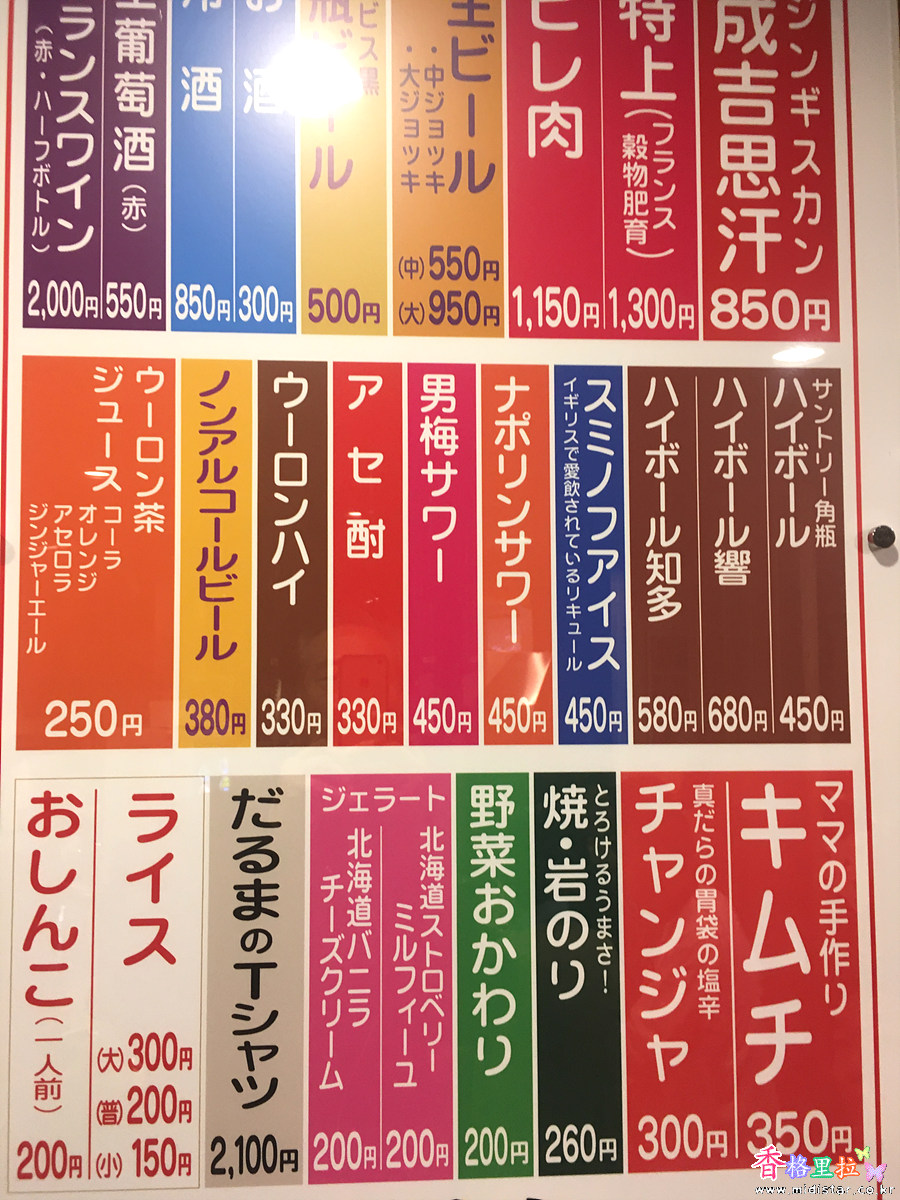 ジンギスカン
成吉思汗
850円
特上(フランス穀物肥育)
1,300円
ヒレ肉
1,150円
生ビール
・中ジョッキ
・大ジョッキ
(中)550円
(大)950円
ール
500円
お酒
300円
冷酒
850円
葡萄酒(赤)
550円
ランスワイン
(赤・ハーフボトル)
2,000円
サントリー角瓶
ハイボール
450円
ハイボール響
680円
ハイボール知多
580円
スミノフアイス
イギリスで愛飲されているリキュール
450円
ナポリンサワー
450円
男梅サワー
450円
アセ酎
330円
ウーロンハイ
330円
ノンアルコールビール
380円
ウーロン茶
ジュース
コーラ
オレンジ
アセロラ
ジンジャーエール
250円
ママの手作り
キムチ
350円
真だらの胃袋の塩辛
チャンジャ
300円
とろけるうまさ!
焼・岩のり
260円
野菜おかわり
200円
ジェラート
北海道ストロベリー
ミルフィーユ
200円
北海道バニラ
チーズクリーム
200円
だるまのTシャツ
2,100円
ライス
(大)300円
(普)200円
(小)150円
おしんこ(一人前)
200円
香格里拉
www.midistar.co.kr